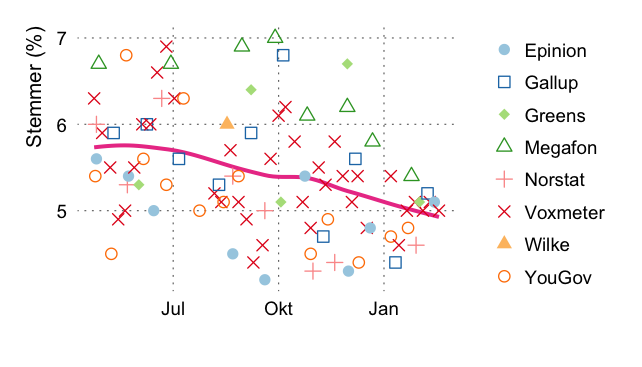 Stemmer (%)
7
6
5
Jul
Okt
Jan
Epinion
Gallup
Greens
Megafon
Norstat
Voxmeter
Wilke
YouGov